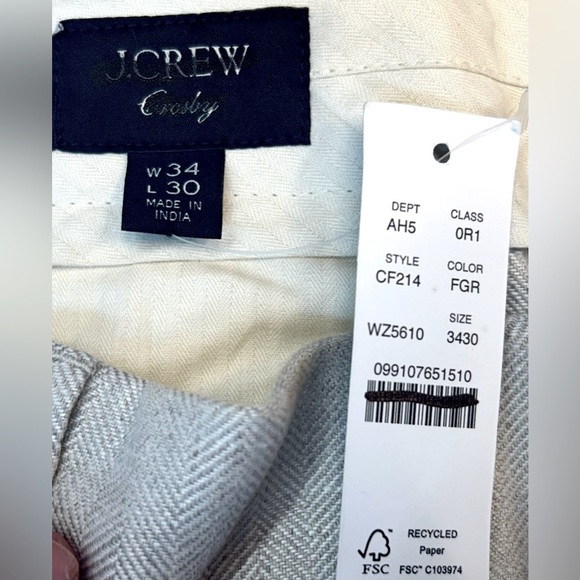 J.CREW
Crosby
W 34
L 30
MADE IN
INDIA
DEPT CLASS
AH5 0R1
STYLE COLOR
CF214 FGR
SIZE
WZ5610 3430
099107651510
FSC
RECYCLED
Paper
FSC™ C103974